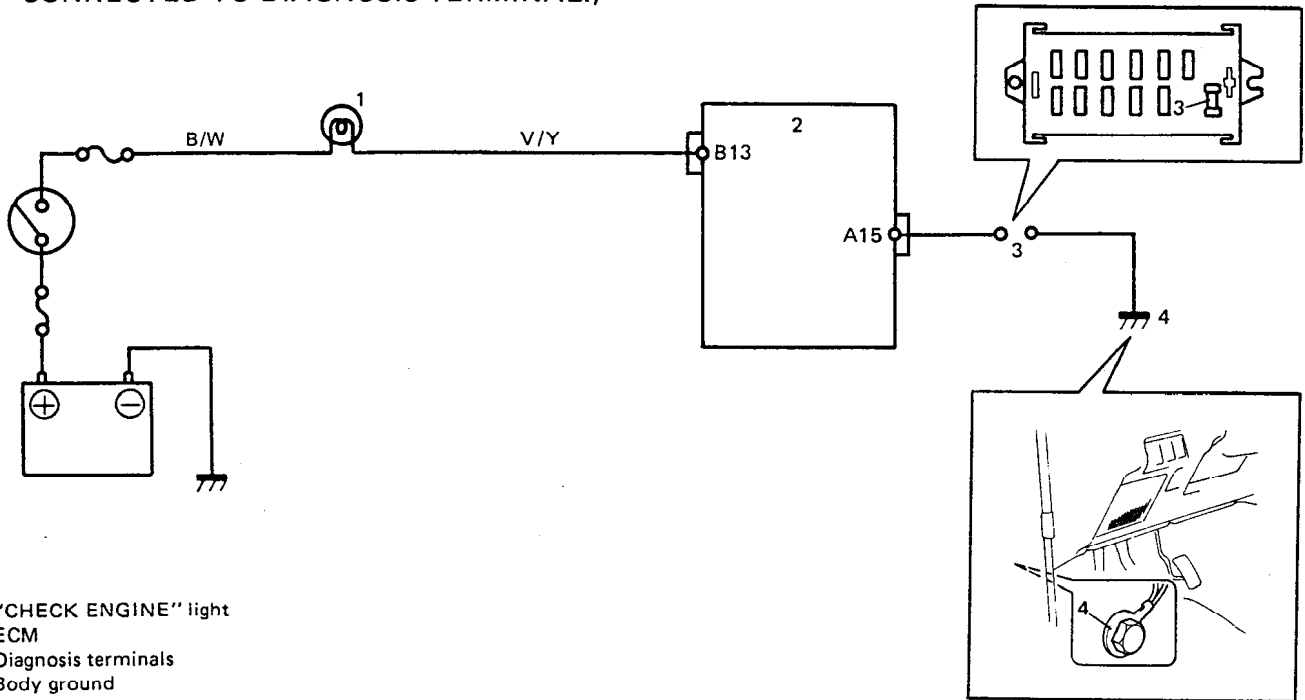 CONNECTED TO DIAGNOSIS TERMINAL.)
1
B/W
V/Y
2
B13
A15
3
3
4
4
"CHECK ENGINE" light
ECM
Diagnosis terminals
Body ground